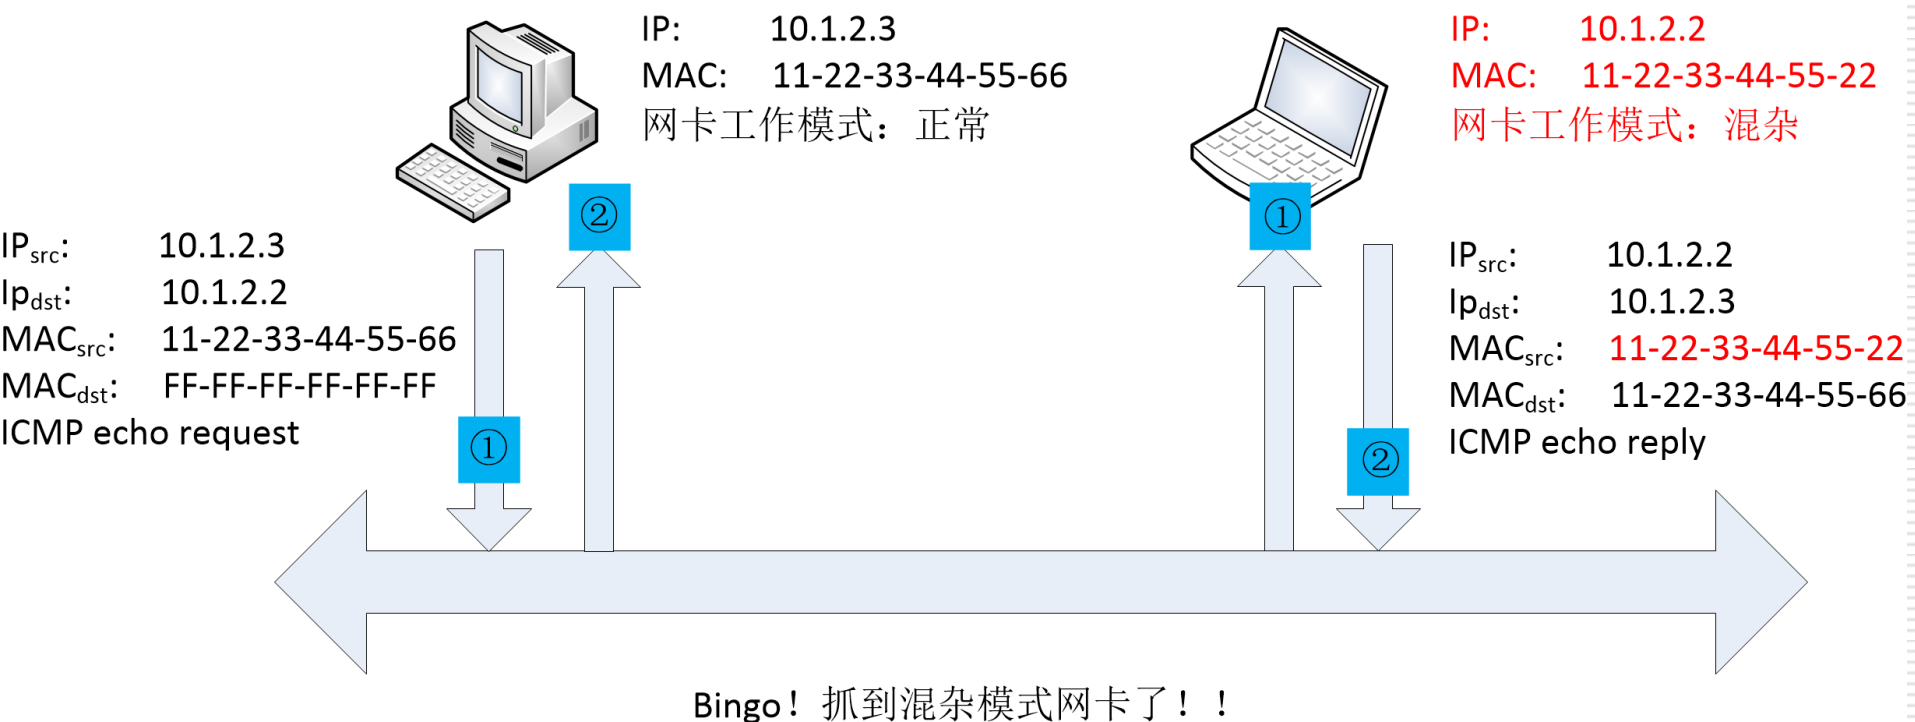 IP: 10.1.2.3
MAC: 11-22-33-44-55-66
网卡工作模式：正常
IP: 10.1.2.2
MAC: 11-22-33-44-55-22
网卡工作模式：混杂
②
①
IPsrc: 10.1.2.3
Ipdst: 10.1.2.2
MACsrc: 11-22-33-44-55-66
MACdst: FF-FF-FF-FF-FF-FF
ICMP echo request
①
IPsrc: 10.1.2.2
Ipdst: 10.1.2.3
MACsrc: 11-22-33-44-55-22
MACdst: 11-22-33-44-55-66
ICMP echo reply
②
Bingo！抓到混杂模式网卡了！！